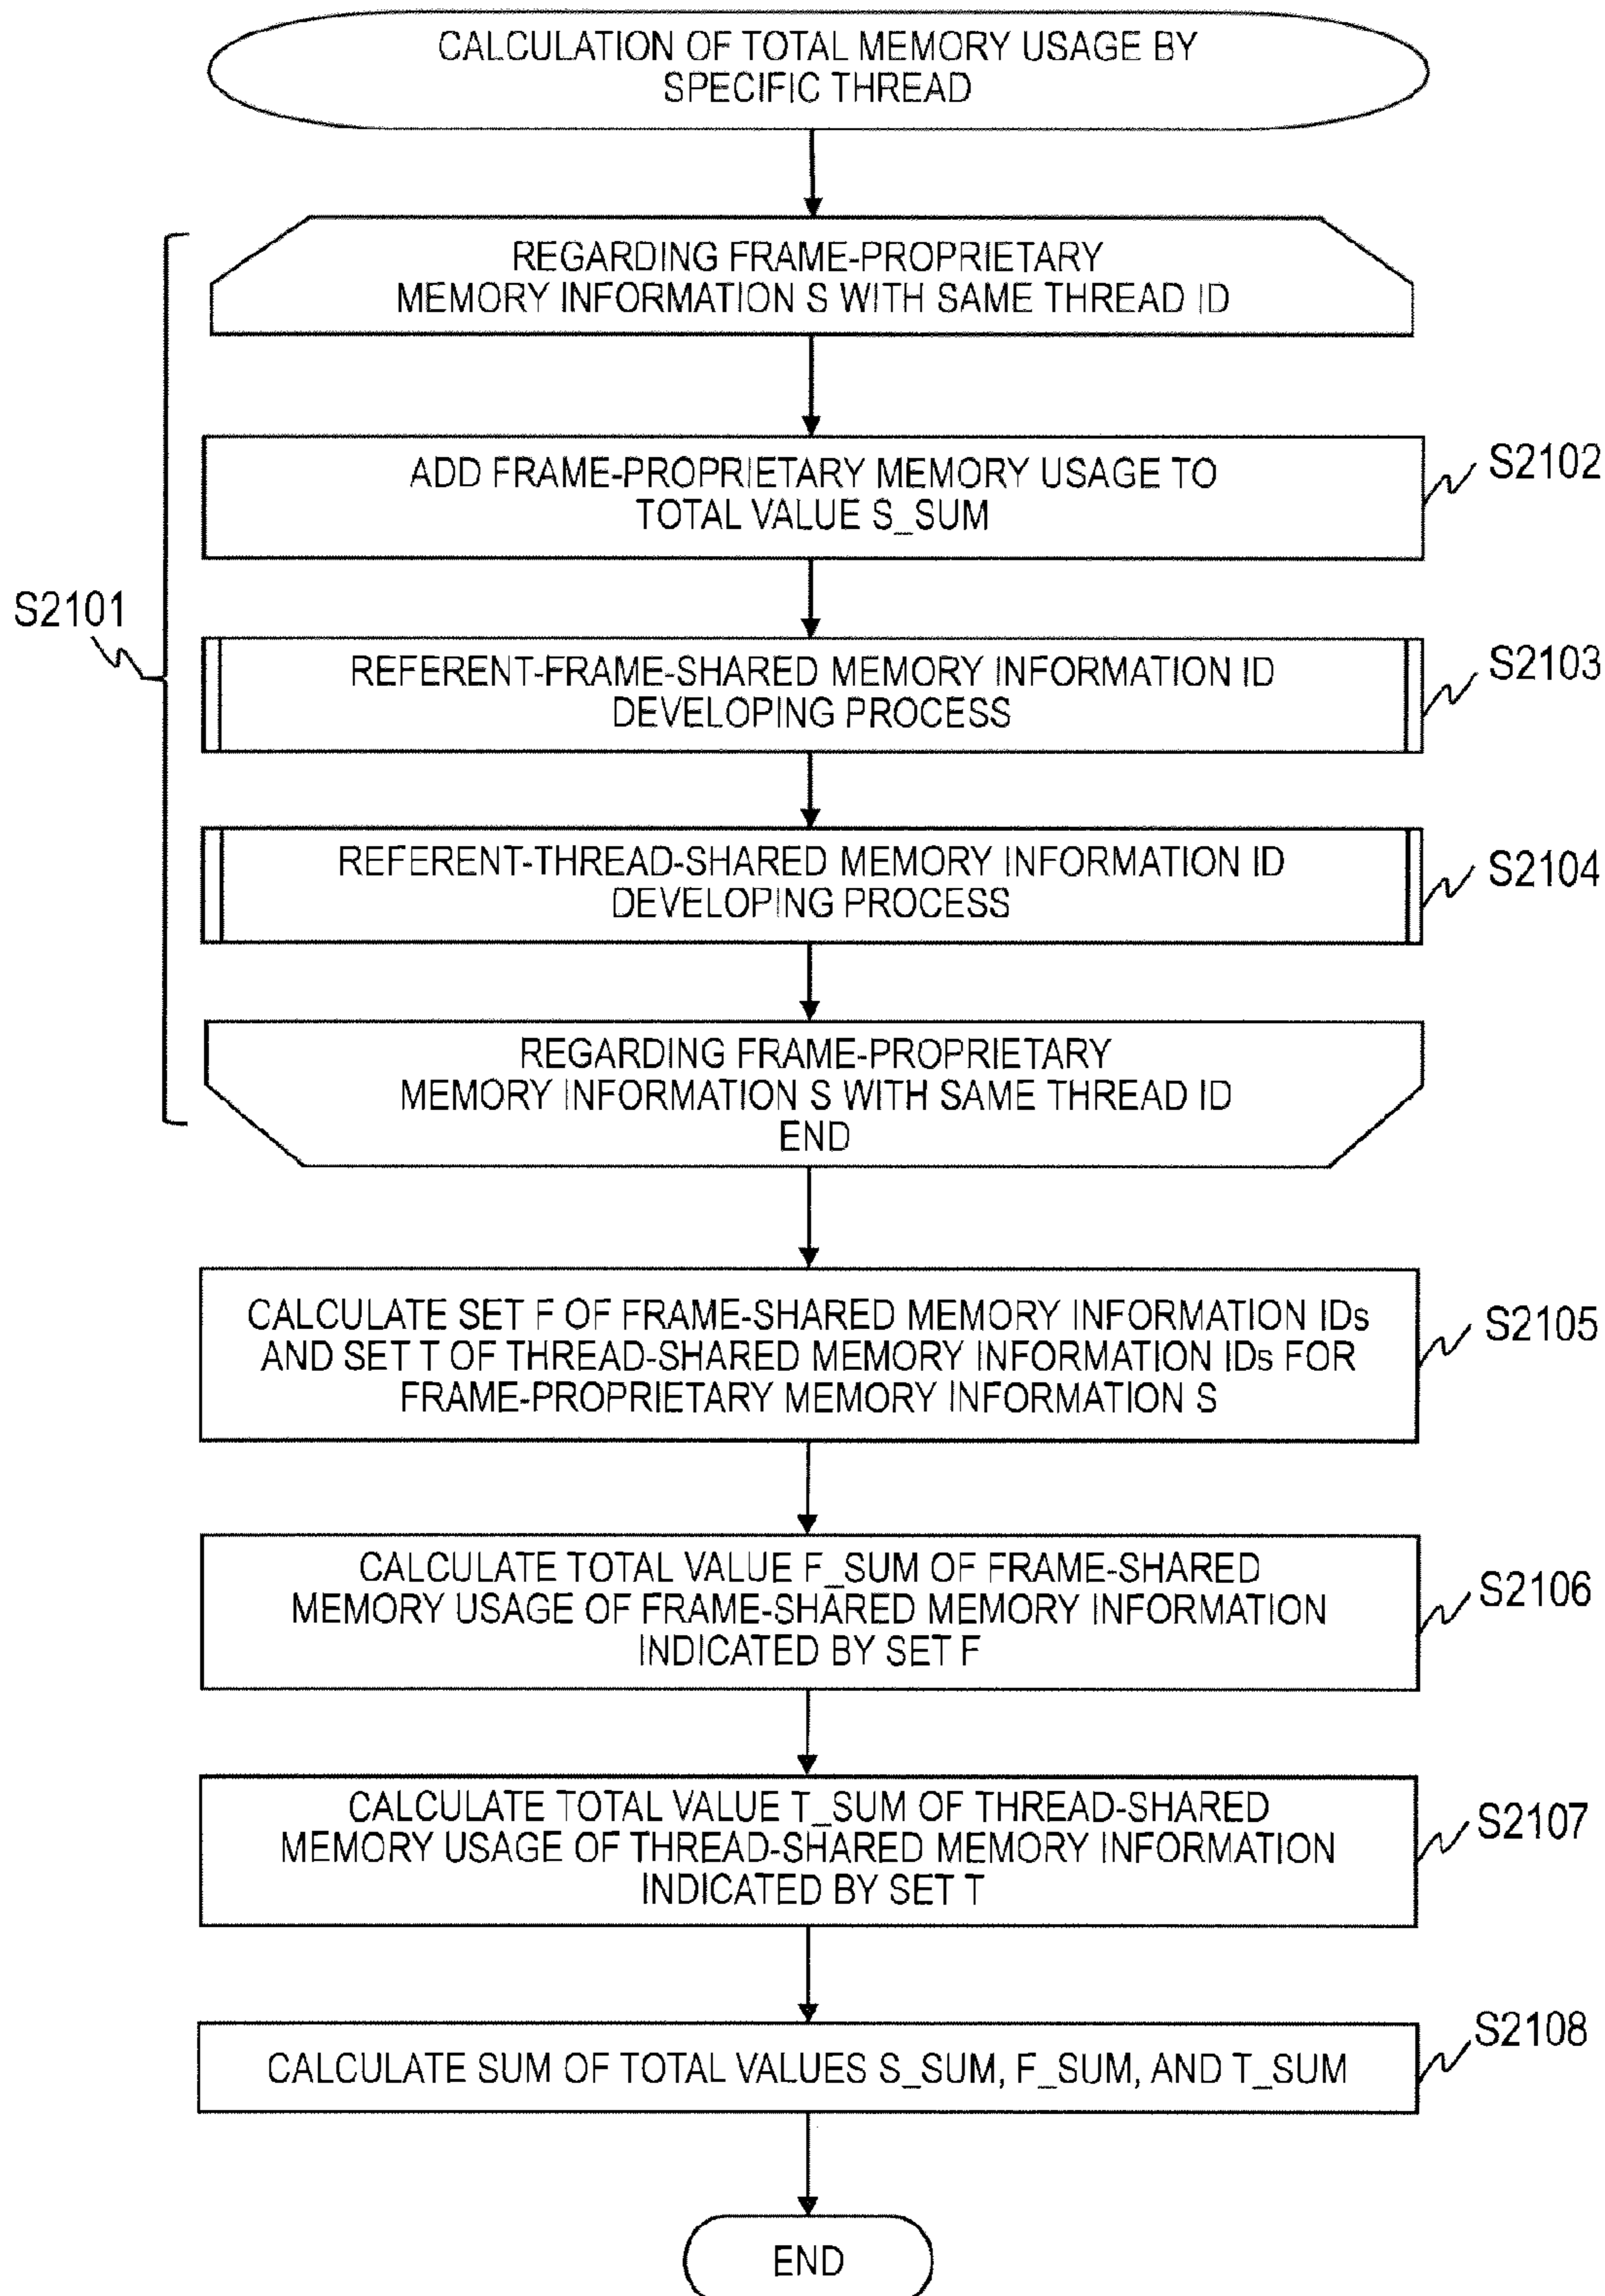 CALCULATION OF TOTAL MEMORY USAGE BY
SPECIFIC THREAD
REGARDING FRAME-PROPRIETARY
MEMORY INFORMATION S WITH SAME THREAD ID
ADD FRAME-PROPRIETARY MEMORY USAGE TO
TOTAL VALUE S_SUM
S2102
S2101
REFERENT-FRAME-SHARED MEMORY INFORMATION ID
DEVELOPING PROCESS
S2103
REFERENT-THREAD-SHARED MEMORY INFORMATION ID
DEVELOPING PROCESS
S2104
REGARDING FRAME-PROPRIETARY
MEMORY INFORMATION S WITH SAME THREAD ID
END
CALCULATE SET F OF FRAME-SHARED MEMORY INFORMATION IDs
AND SET T OF THREAD-SHARED MEMORY INFORMATION IDs FOR
FRAME-PROPRIETARY MEMORY INFORMATION S
S2105
CALCULATE TOTAL VALUE F_SUM OF FRAME-SHARED
MEMORY USAGE OF FRAME-SHARED MEMORY INFORMATION
INDICATED BY SET F
S2106
CALCULATE TOTAL VALUE T_SUM OF THREAD-SHARED
MEMORY USAGE OF THREAD-SHARED MEMORY INFORMATION
INDICATED BY SET T
S2107
CALCULATE SUM OF TOTAL VALUES S_SUM, F_SUM, AND T_SUM
S2108
END